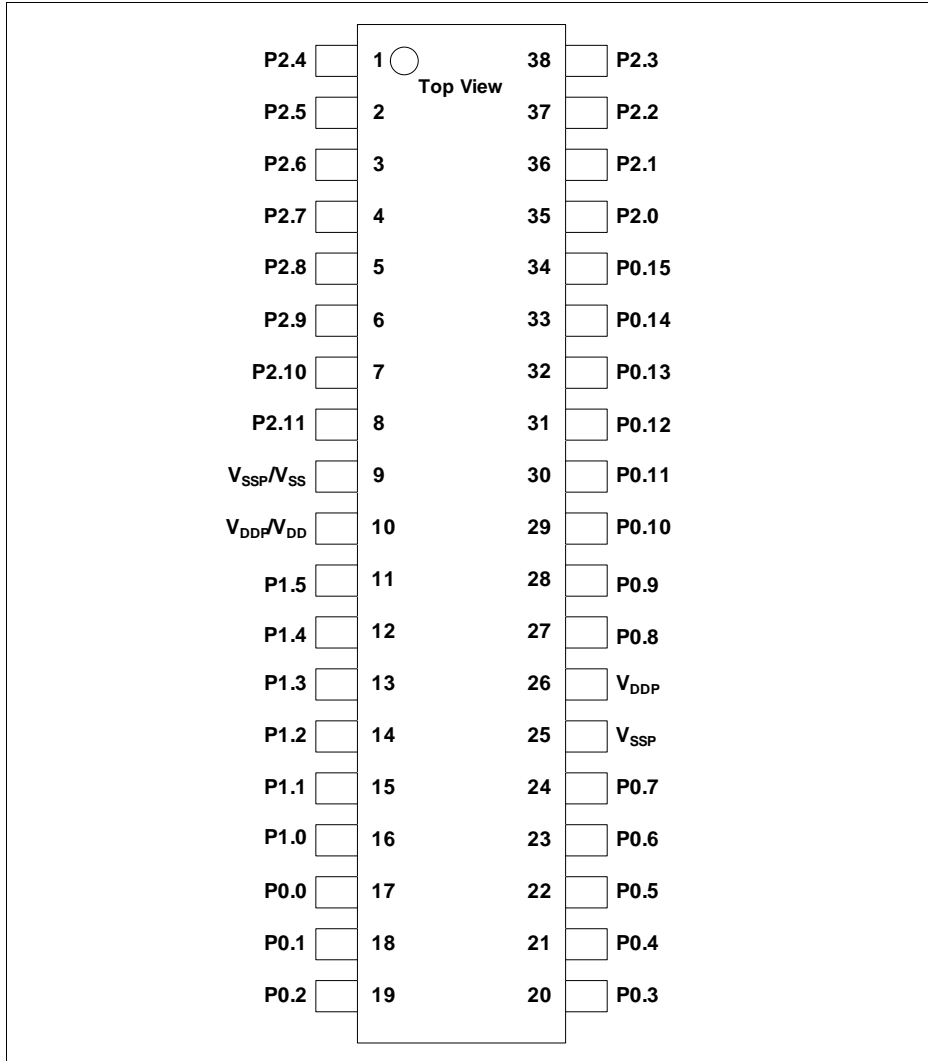 P2.4 1 38 P2.3
Top View
P2.5 2 37 P2.2
P2.6 3 36 P2.1
P2.7 4 35 P2.0
P2.8 5 34 P0.15
P2.9 6 33 P0.14
P2.10 7 32 P0.13
P2.11 8 31 P0.12
VSSP/VSS 9 30 P0.11
VDDP/VDD 10 29 P0.10
P1.5 11 28 P0.9
P1.4 12 27 P0.8
P1.3 13 26 VDDP
P1.2 14 25 VSSP
P1.1 15 24 P0.7
P1.0 16 23 P0.6
P0.0 17 22 P0.5
P0.1 18 21 P0.4
P0.2 19 20 P0.3